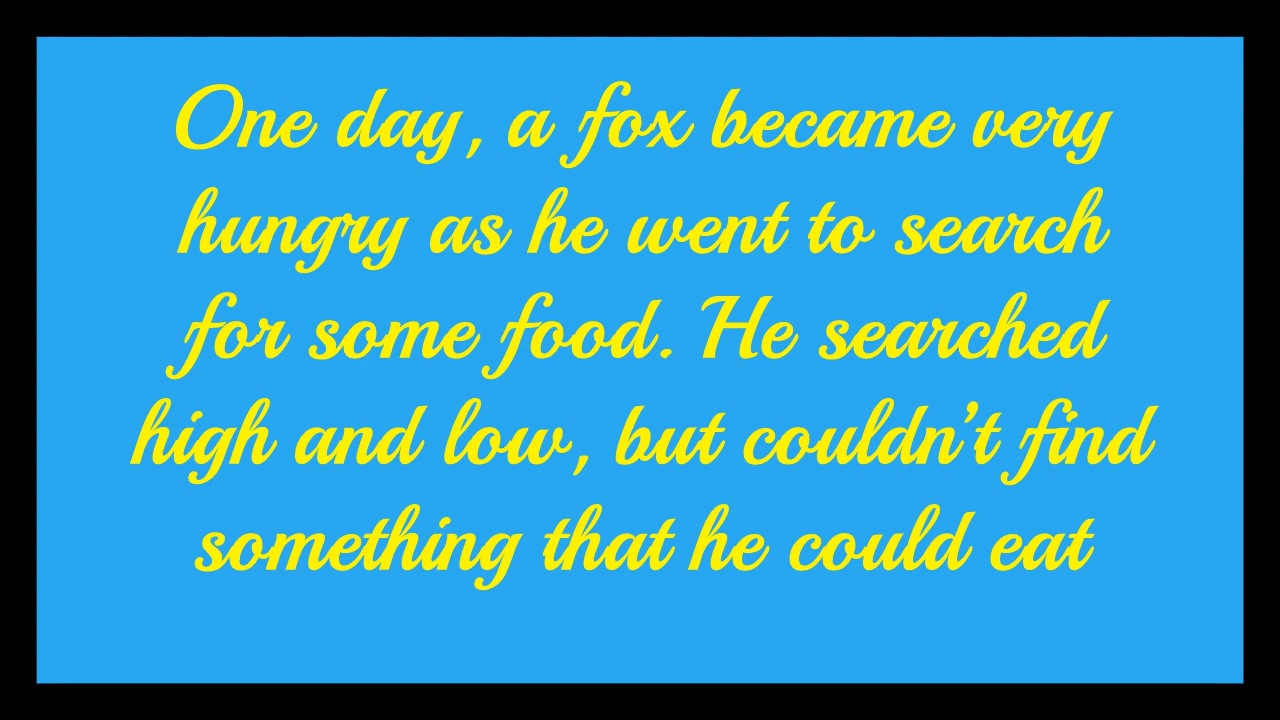 One day, a fox became very
hungry as he went to search
for some food. He searched
high and low, but couldn’t find
something that he could eat